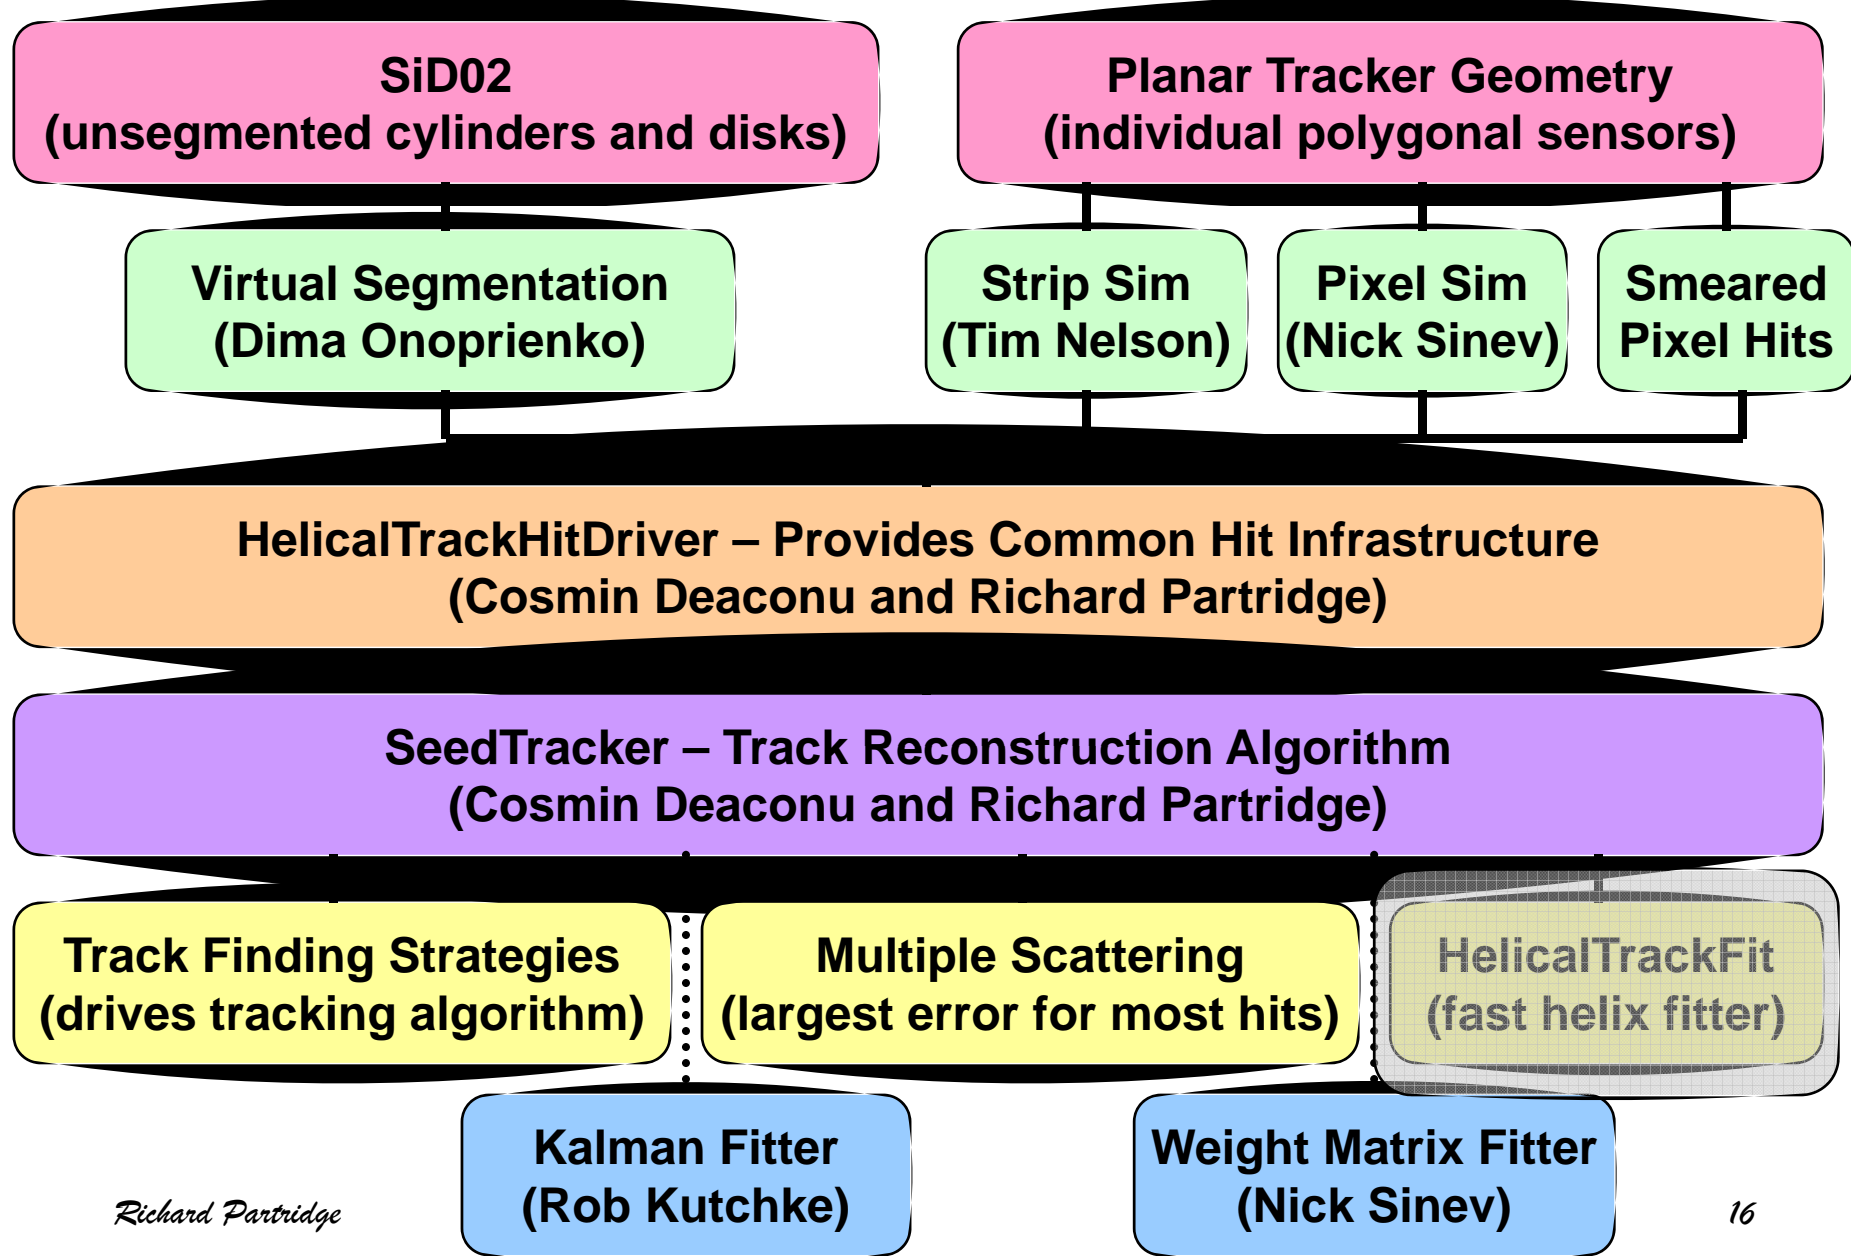 SiD02
(unsegmented cylinders and disks)
Planar Tracker Geometry
(individual polygonal sensors)
Virtual Segmentation
(Dima Onoprienko)
Strip Sim
(Tim Nelson)
Pixel Sim
(Nick Sinev)
Smeared
Pixel Hits
HelicalTrackHitDriver – Provides Common Hit Infrastructure
(Cosmin Deaconu and Richard Partridge)
SeedTracker – Track Reconstruction Algorithm
(Cosmin Deaconu and Richard Partridge)
Track Finding Strategies
(drives tracking algorithm)
Multiple Scattering
(largest error for most hits)
HelicalTrackFit
(fast helix fitter)
Kalman Fitter
(Rob Kutchke)
Weight Matrix Fitter
(Nick Sinev)
Richard Partridge
16